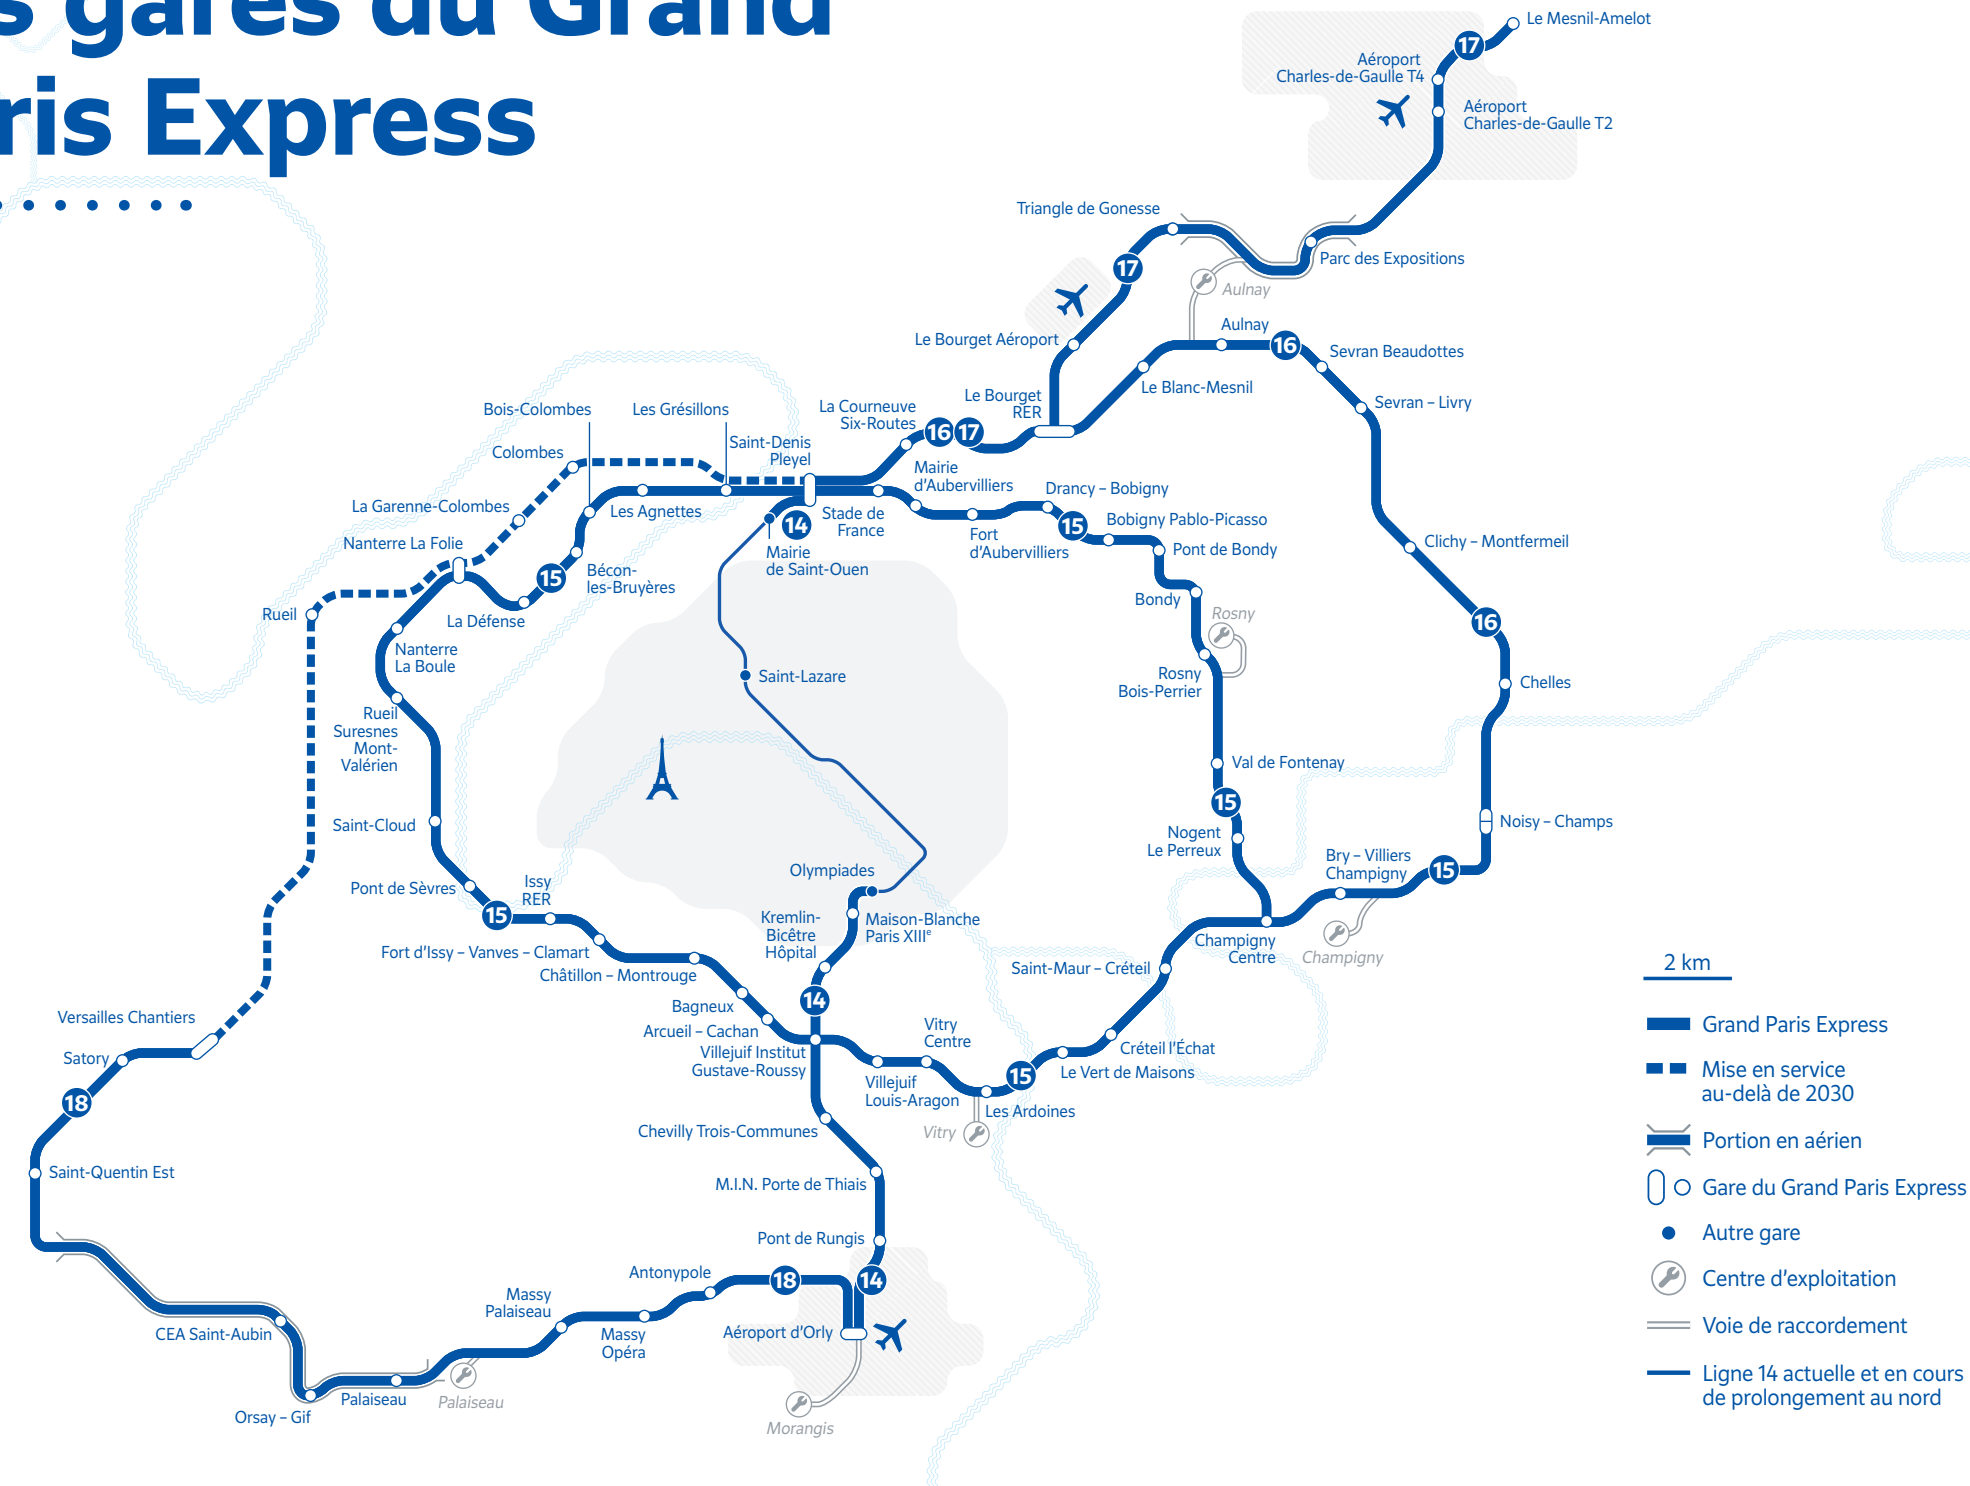 s gares du Grand
ris Express
Le Mesnil-Amelot
17
Aéroport
Charles-de-Gaulle T4
Aéroport
Charles-de-Gaulle T2
Triangle de Gonesse
Parc des Expositions
17
Aulnay
Le Bourget Aéroport
Aulnay
16
Sevran Beaudottes
Le Blanc-Mesnil
Sevran – Livry
Le Bourget
RER
La Courneuve
Six-Routes
16
17
Bois-Colombes
Les Grésillons
Saint-Denis
Pleyel
Colombes
Mairie
d'Aubervilliers
Drancy – Bobigny
La Garenne-Colombes
Les Agnettes
14
Stade de
France
15
Bobigny Pablo-Picasso
Fort
d'Aubervilliers
Pont de Bondy
Nanterre La Folie
Mairie
de Saint-Ouen
Clichy – Montfermeil
15
Bécon-
les-Bruyères
Bondy
Rosny
Rueil
La Défense
16
Nanterre
La Boule
Saint-Lazare
Rosny
Bois-Perrier
Chelles
Rueil
Suresnes
Mont-
Valérien
Val de Fontenay
15
Saint-Cloud
Noisy – Champs
Nogent
Le Perreux
Bry – Villiers
Champigny
15
Olympiades
Pont de Sèvres
Issy
RER
15
Kremlin-
Bicêtre
Hôpital
Maison-Blanche
Paris XIIIe
Fort d'Issy – Vanves – Clamart
Châtillon – Montrouge
Champigny
Centre
Champigny
Saint-Maur – Créteil
Bagneux
14
Versailles Chantiers
Arcueil – Cachan
Vitry
Centre
Satory
Villejuif Institut
Gustave-Roussy
Créteil l'Échat
15
Le Vert de Maisons
Villejuif
Louis-Aragon
Les Ardoines
18
Vitry
Chevilly Trois-Communes
Saint-Quentin Est
M.I.N. Porte de Thiais
Pont de Rungis
Antonypole
18
14
Massy
Palaiseau
CEA Saint-Aubin
Massy
Opéra
Aéroport d'Orly
Palaiseau
Palaiseau
Orsay – Gif
Morangis
2 km
Grand Paris Express
Mise en service
au-delà de 2030
Portion en aérien
Gare du Grand Paris Express
Autre gare
Centre d'exploitation
Voie de raccordement
Ligne 14 actuelle et en cours
de prolongement au nord